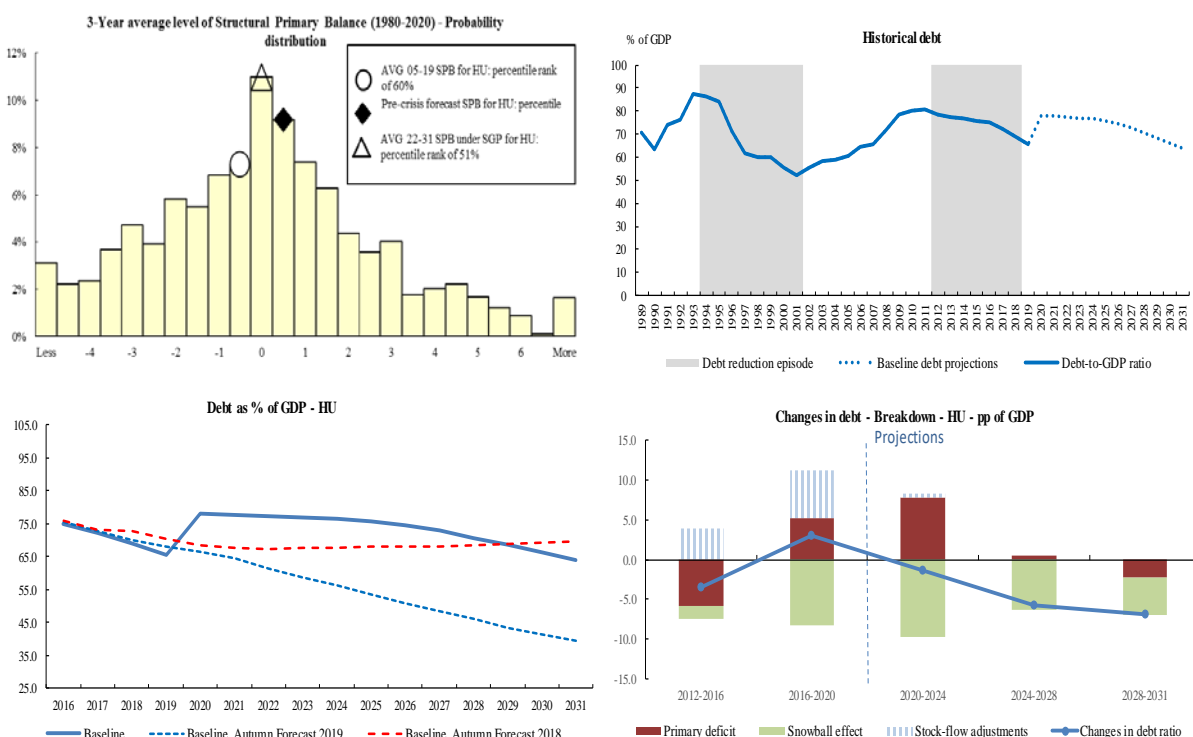 3-Year average level of Structural Primary Balance (1980-2020) - Probability
distribution
12%
10%
8%
6%
4%
2%
0%
AVG 05-19 SPB for HU: percentile rank
of 60%
Pre-crisis forecast SPB for HU: percentile
AVG 22-31 SPB under SGP for HU:
percentile rank of 51%
Less -4 -3 -2 -1 0 1 2 3 4 5 6 More
% of GDP
Historical debt
100
90
80
70
60
50
40
30
20
10
0
1989 1990 1991 1992 1993 1994 1995 1996 1997 1998 1999 2000 2001 2002 2003 2004 2005 2006 2007 2008 2009 2010 2011 2012 2013 2014 2015 2016 2017 2018 2019 2020 2021 2022 2023 2024 2025 2026 2027 2028 2029 2030 2031
Debt reduction episode Baseline debt projections Debt-to-GDP ratio
Debt as % of GDP - HU
105.0
95.0
85.0
75.0
65.0
55.0
45.0
35.0
25.0
2016 2017 2018 2019 2020 2021 2022 2023 2024 2025 2026 2027 2028 2029 2030 2031
Baseline Baseline Autumn Forecast 2019 Baseline Autumn Forecast 2018
Changes in debt - Breakdown - HU - pp of GDP
Projections
15.0
10.0
5.0
0.0
-5.0
-10.0
-15.0
2012-2016 2016-2020 2020-2024 2024-2028 2028-2031
Primary deficit Snowball effect Stock-flow adjustments Changes in debt ratio